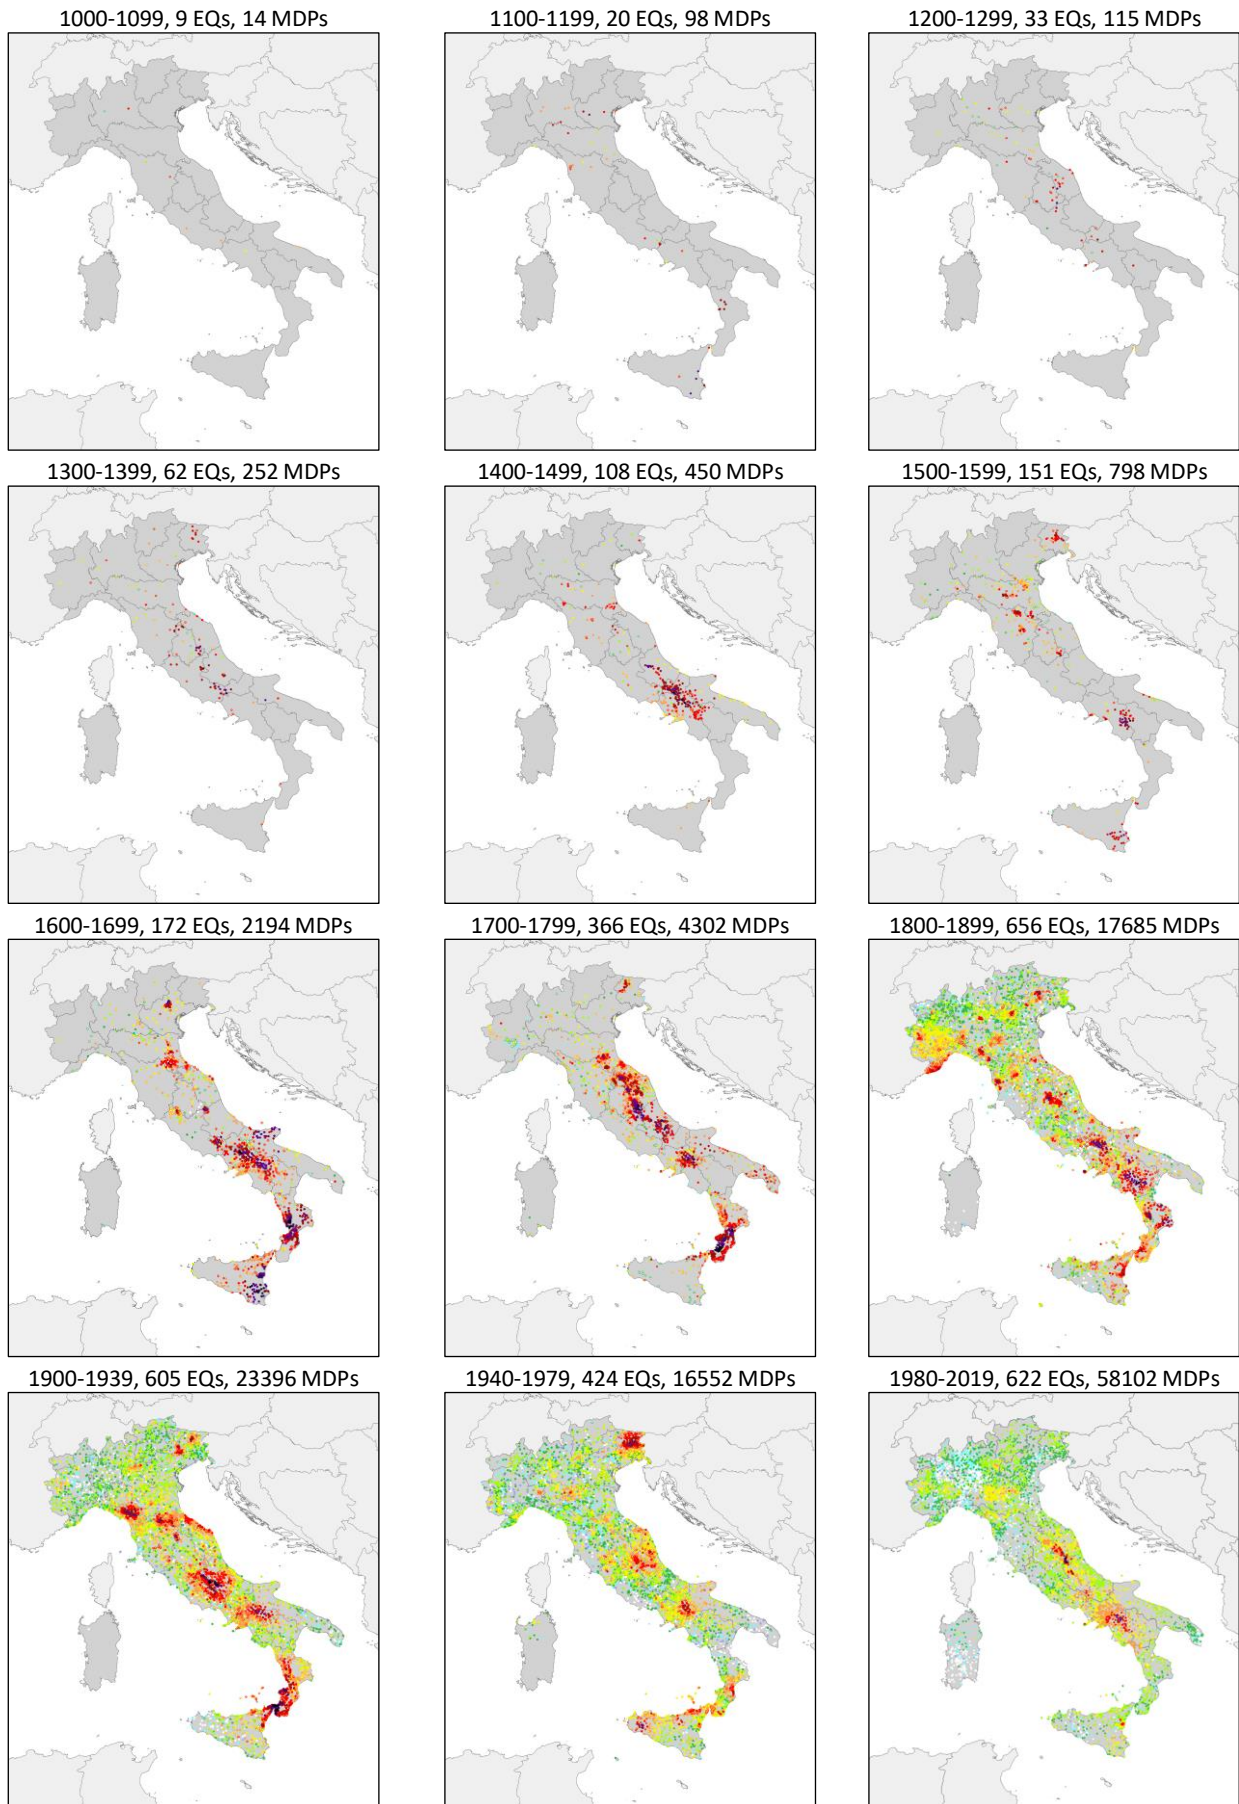 1000-1099, 9 EQs, 14 MDPs
1100-1199, 20 EQs, 98 MDPs
1200-1299, 33 EQs, 115 MDPs
1300-1399, 62 EQs, 252 MDPs
1400-1499, 108 EQs, 450 MDPs
1500-1599, 151 EQs, 798 MDPs
1600-1699, 172 EQs, 2194 MDPs
1700-1799, 366 EQs, 4302 MDPs
1800-1899, 656 EQs, 17685 MDPs
1900-1939, 605 EQs, 23396 MDPs
1940-1979, 424 EQs, 16552 MDPs
1980-2019, 622 EQs, 58102 MDPs